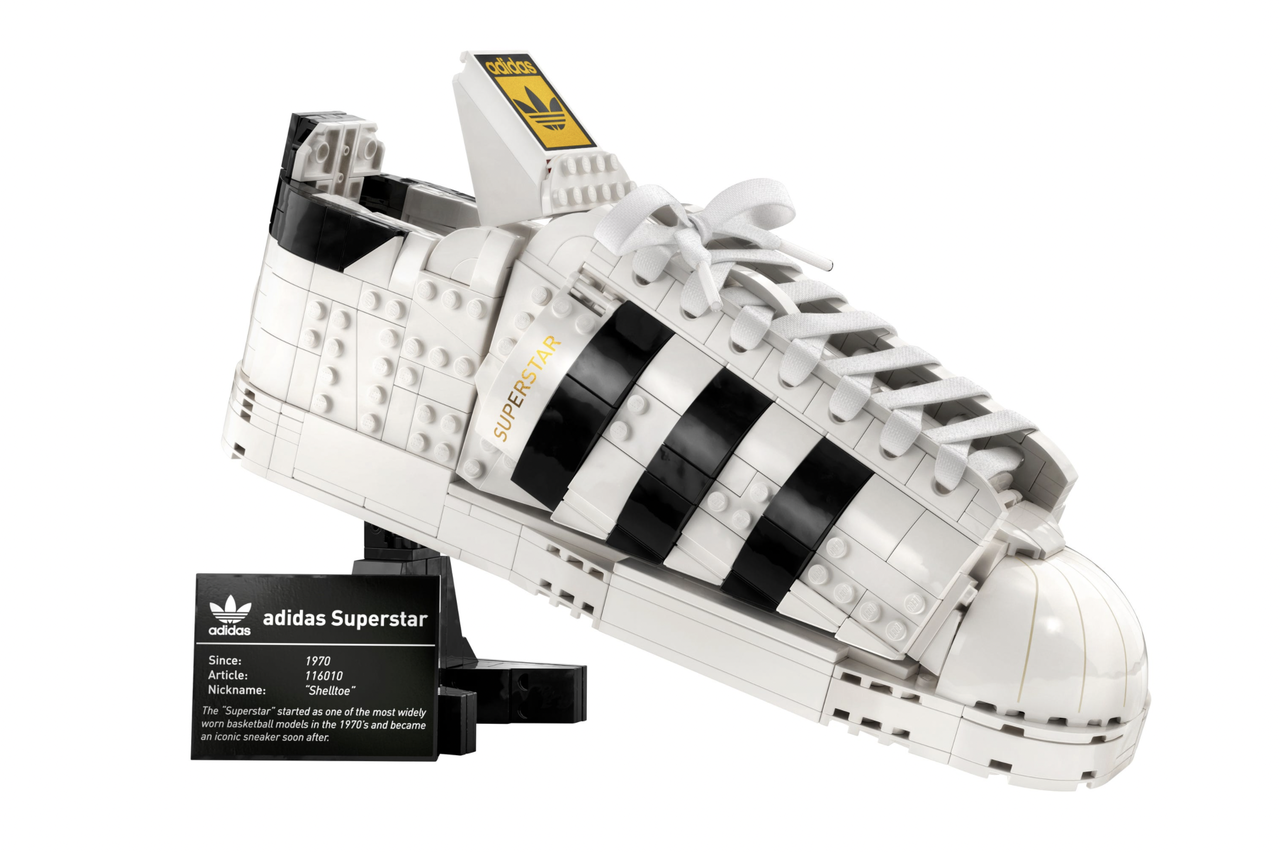 adidas
SUPERSTAR
adidas
adidas Superstar
Since: 1970
Article: 116010
Nickname: "Shelltoe"
The "Superstar" started as one of the most widely
worn basketball models in the 1970's and became
an iconic sneaker soon after.